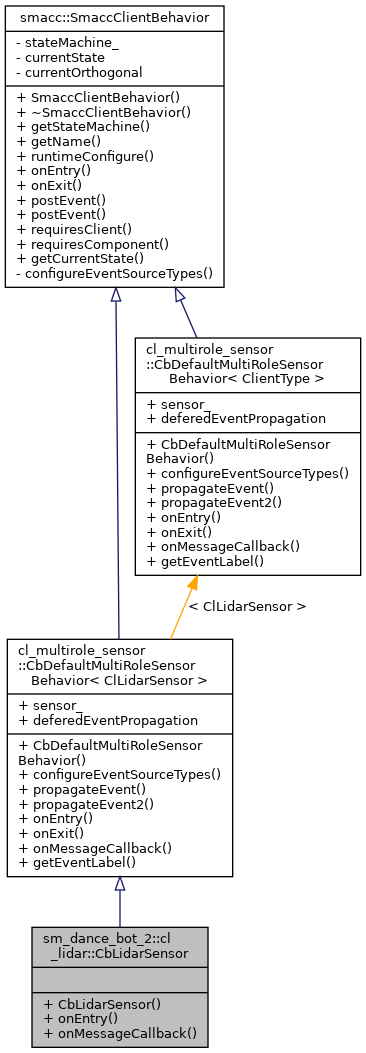 smacc::SmaccClientBehavior
- stateMachine_
- currentState
- currentOrthogonal
+ SmaccClientBehavior()
+ ~SmaccClientBehavior()
+ getStateMachine()
+ getName()
+ runtimeConfigure()
+ onEntry()
+ onExit()
+ postEvent()
+ postEvent()
+ requiresClient()
+ requiresComponent()
+ getCurrentState()
- configureEventSourceTypes()
cl_multirole_sensor
::CbDefaultMultiRoleSensor
Behavior< ClientType >
+ sensor_
+ deferedEventPropagation
+ CbDefaultMultiRoleSensor
Behavior()
+ configureEventSourceTypes()
+ propagateEvent()
+ propagateEvent2()
+ onEntry()
+ onExit()
+ onMessageCallback()
+ getEventLabel()
< ClLidarSensor >
cl_multirole_sensor
::CbDefaultMultiRoleSensor
Behavior< ClLidarSensor >
+ sensor_
+ deferedEventPropagation
+ CbDefaultMultiRoleSensor
Behavior()
+ configureEventSourceTypes()
+ propagateEvent()
+ propagateEvent2()
+ onEntry()
+ onExit()
+ onMessageCallback()
+ getEventLabel()
sm_dance_bot_2::cl
_lidar::CbLidarSensor
+ CbLidarSensor()
+ onEntry()
+ onMessageCallback()